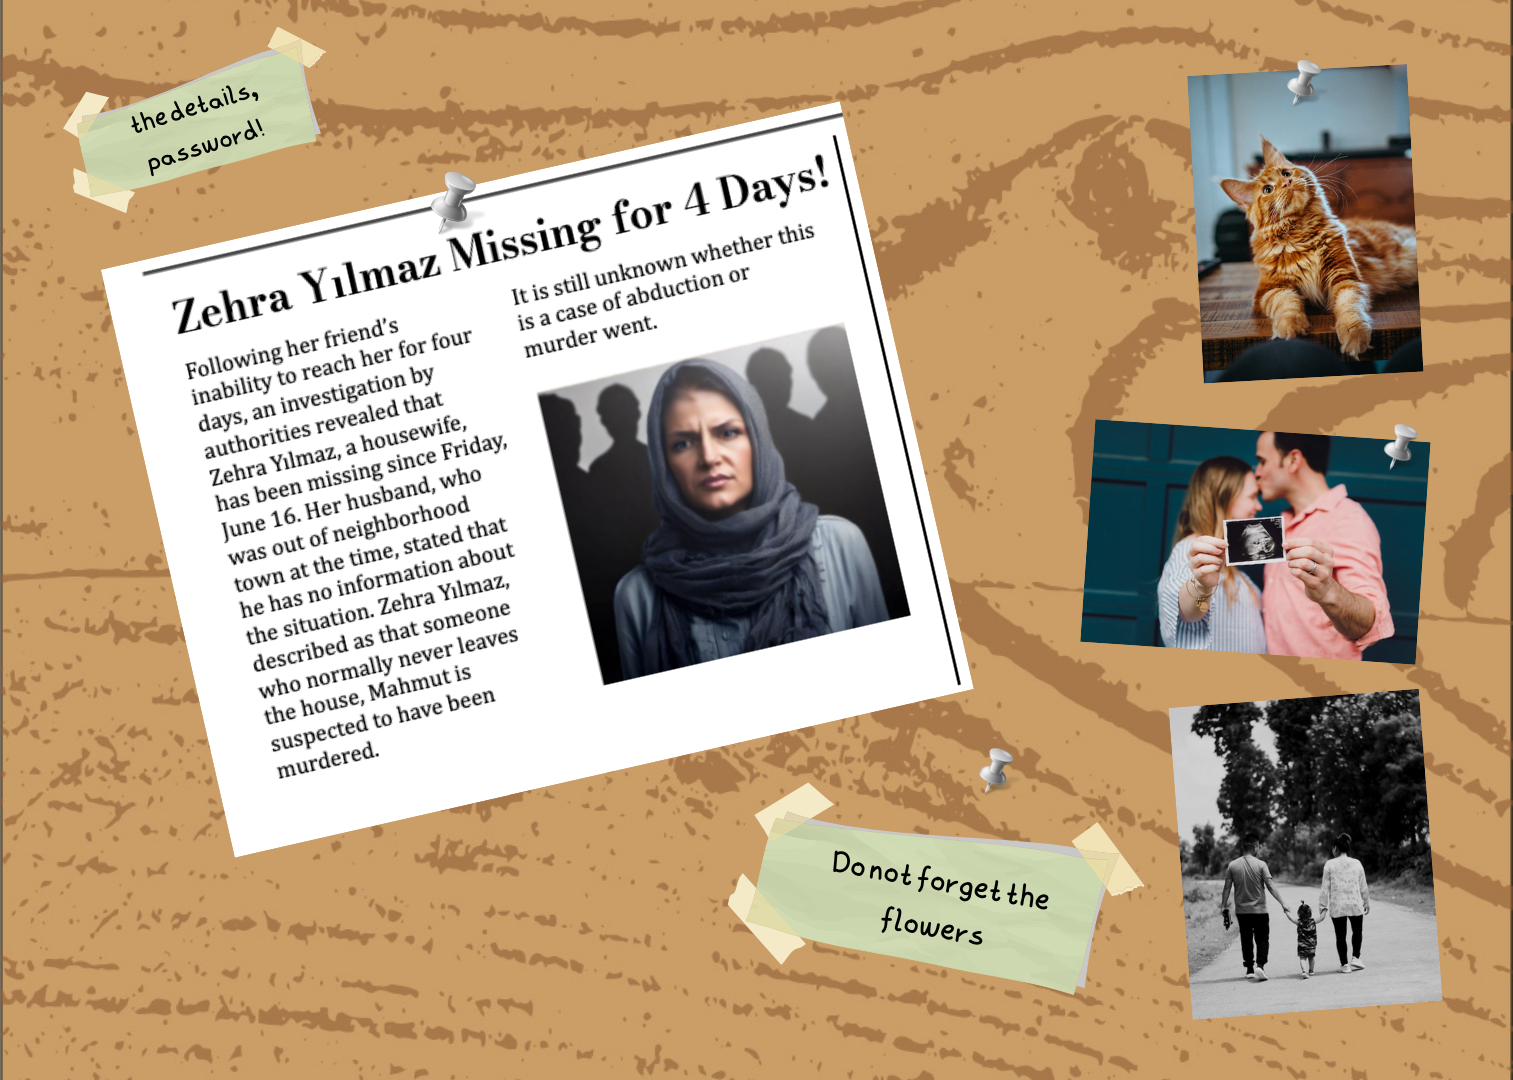 the details,
password!
Zehra Yılmaz Missing for 4 Days!
Following her friend’s
inability to reach her for four
days, an investigation by
authorities revealed that
Zehra Yılmaz, a housewife,
has been missing since Friday,
June 16. Her husband, who
was out of neighborhood
town at the time, stated that
he has no information about
the situation. Zehra Yılmaz,
described as that someone
who normally never leaves
the house, Mahmut is
suspected to have been
murdered.
It is still unknown whether this
is a case of abduction or
murder went.
Do not forget the
flowers